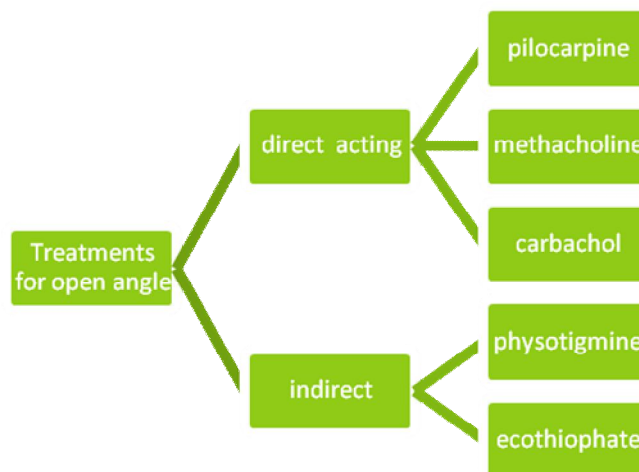 Treatments
for open angle
direct acting
pilocarpine
methacholine
carbachol
indirect
physotigmine
ecothiophate